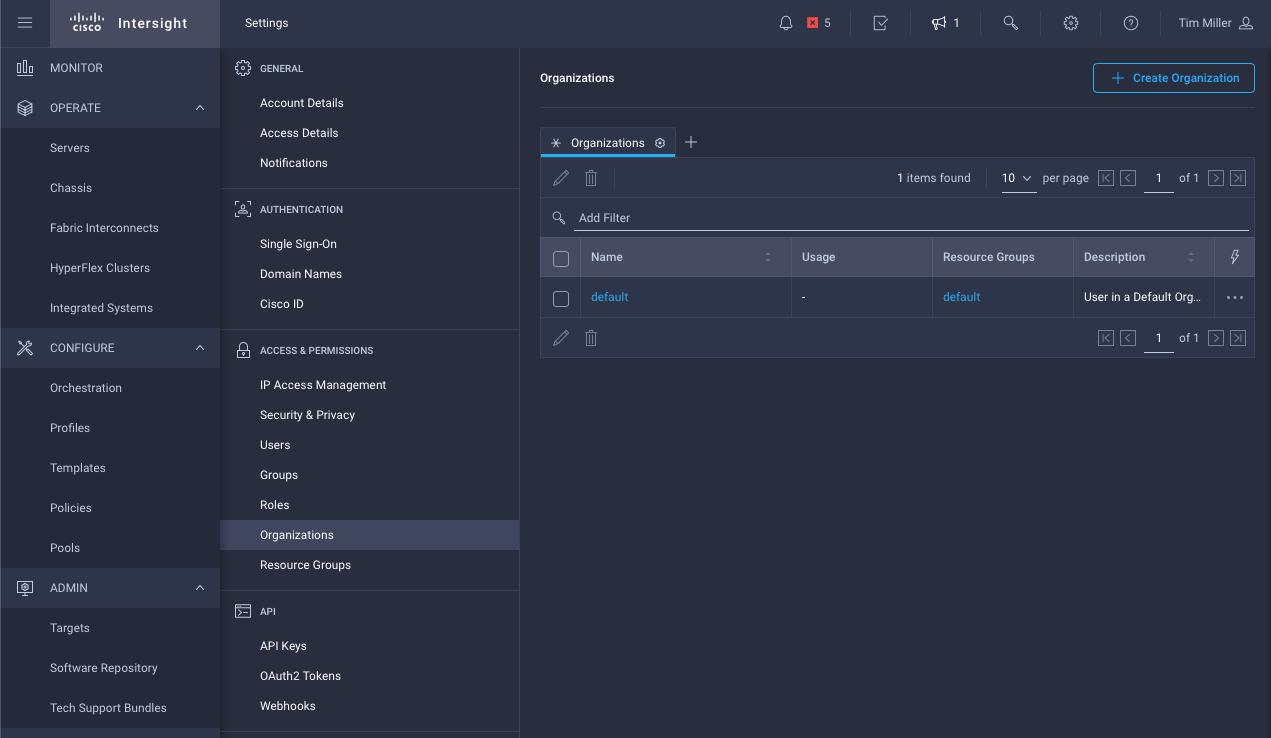 CISCO Intersight
Settings
5
1
Tim Miller
MONITOR
OPERATE
Servers
Chassis
Fabric Interconnects
HyperFlex Clusters
Integrated Systems
CONFIGURE
Orchestration
Profiles
Templates
Policies
Pools
ADMIN
Targets
Software Repository
Tech Support Bundles
GENERAL
Account Details
Access Details
Notifications
AUTHENTICATION
Single Sign-On
Domain Names
Cisco ID
ACCESS & PERMISSIONS
IP Access Management
Security & Privacy
Users
Groups
Roles
Organizations
Resource Groups
API
API Keys
OAuth2 Tokens
Webhooks
Organizations
Create Organization
Organizations
1 items found 10 per page 1 of 1
Add Filter
Name Usage Resource Groups Description
default - default User in a Default Org...
1 of 1